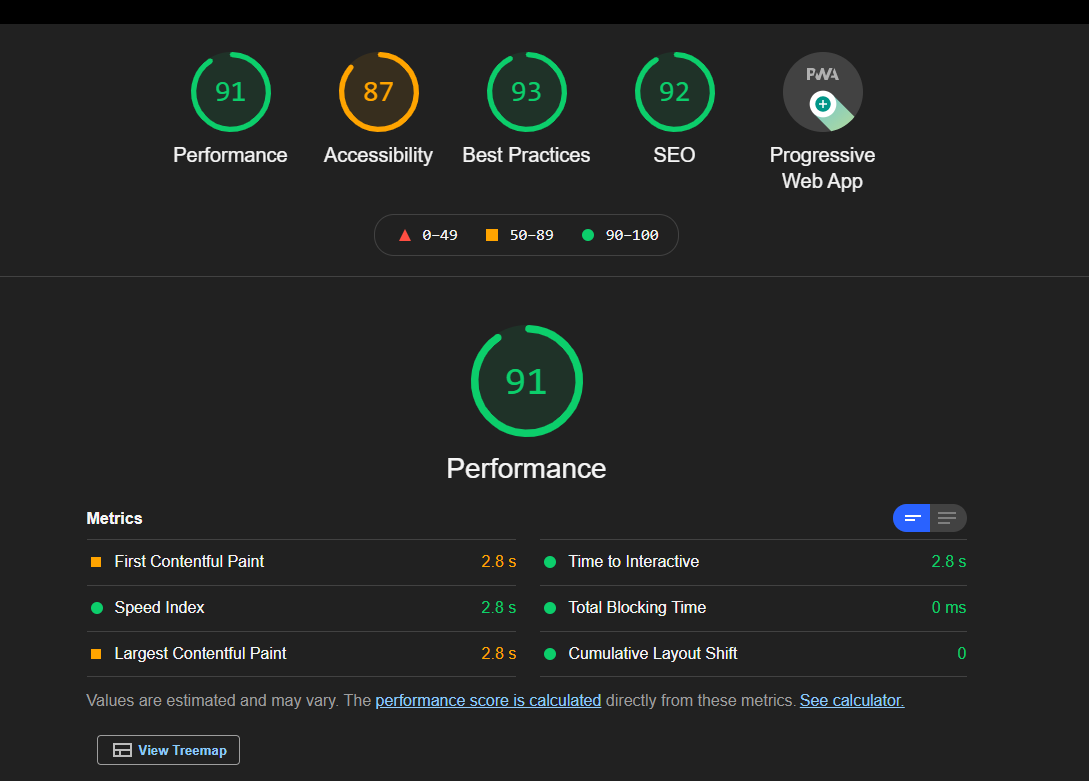 91 87 93 92 PWA
Performance Accessibility Best Practices SEO Progressive
Web App
0–49 50–89 90–100
91
Performance
Metrics
First Contentful Paint 2.8 s
Time to Interactive 2.8 s
Speed Index 2.8 s
Total Blocking Time 0 ms
Largest Contentful Paint 2.8 s
Cumulative Layout Shift 0
Values are estimated and may vary. The performance score is calculated directly from these metrics. See calculator.
View Treemap